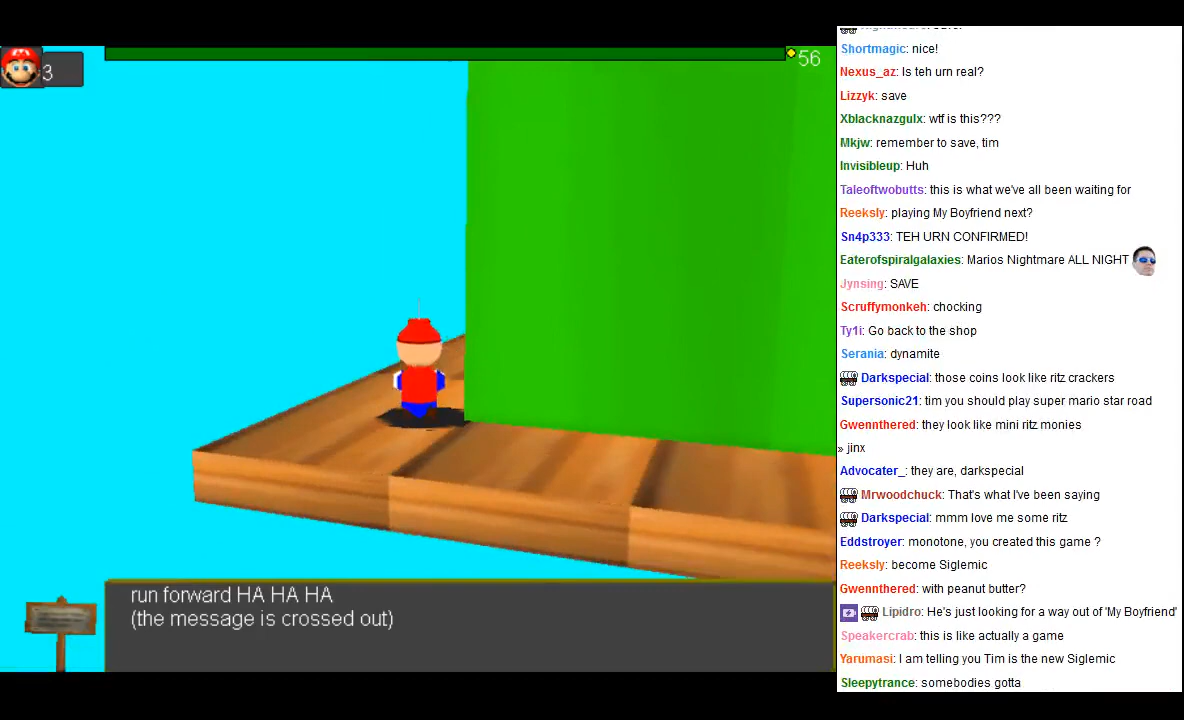 3
56
run forward HA HA HA
(the message is crossed out)
Shortmagic: nice!
Nexus_az: Is teh urn real?
Lizzyk: save
Xblacknazgulx: wtf is this???
Mkjw: remember to save, tim
Invisibleup: Huh
Taleoftwobutts: this is what we've all been waiting for
Reeksly: playing My Boyfriend next?
Sn4p333: TEH URN CONFIRMED!
Eaterofspiralgalaxies: Marios Nightmare ALL NIGHT
Jynsing: SAVE
Scruffymonkeh: chocking
Ty1i: Go back to the shop
Serania: dynamite
Darkspecial: those coins look like ritz crackers
Supersonic21: tim you should play super mario star road
Gwennthered: they look like mini ritz monies
» jinx
Advocater_: they are, darkspecial
Mrwoodchuck: That's what I've been saying
Darkspecial: mmm love me some ritz
Eddstroyer: monotone, you created this game ?
Reeksly: become Siglemic
Gwennthered: with peanut butter?
Lipidro: He's just looking for a way out of 'My Boyfriend'
Speakercrab: this is like actually a game
Yarumasi: I am telling you Tim is the new Siglemic
Sleepytrance: somebodies gotta